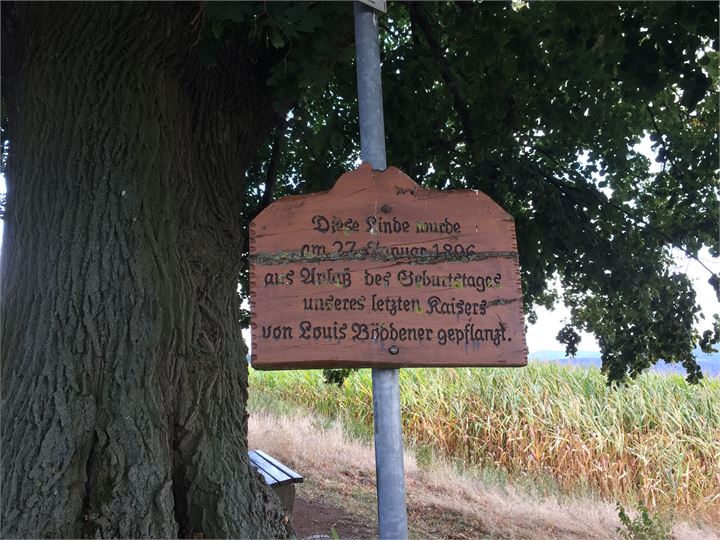 Diese Linde wurde
am 27. Januar 1896
aus Anlaß des Geburtstages
unseres letzten Kaisers
von Louis Böddener gepflanzt.